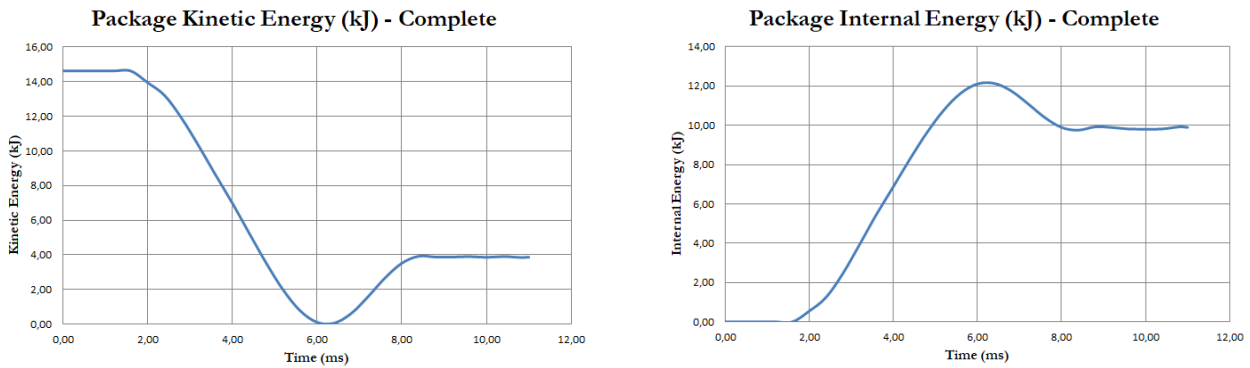 Package Kinetic Energy (kJ) - Complete
16,00
14,00
12,00
10,00
8,00
6,00
4,00
2,00
0,00
Kinetic Energy (kJ)
0,00 2,00 4,00 6,00 8,00 10,00 12,00
Time (ms)
Package Internal Energy (kJ) - Complete
14,00
12,00
10,00
8,00
6,00
4,00
2,00
0,00
Internal Energy (kJ)
0,00 2,00 4,00 6,00 8,00 10,00 12,00
Time (ms)